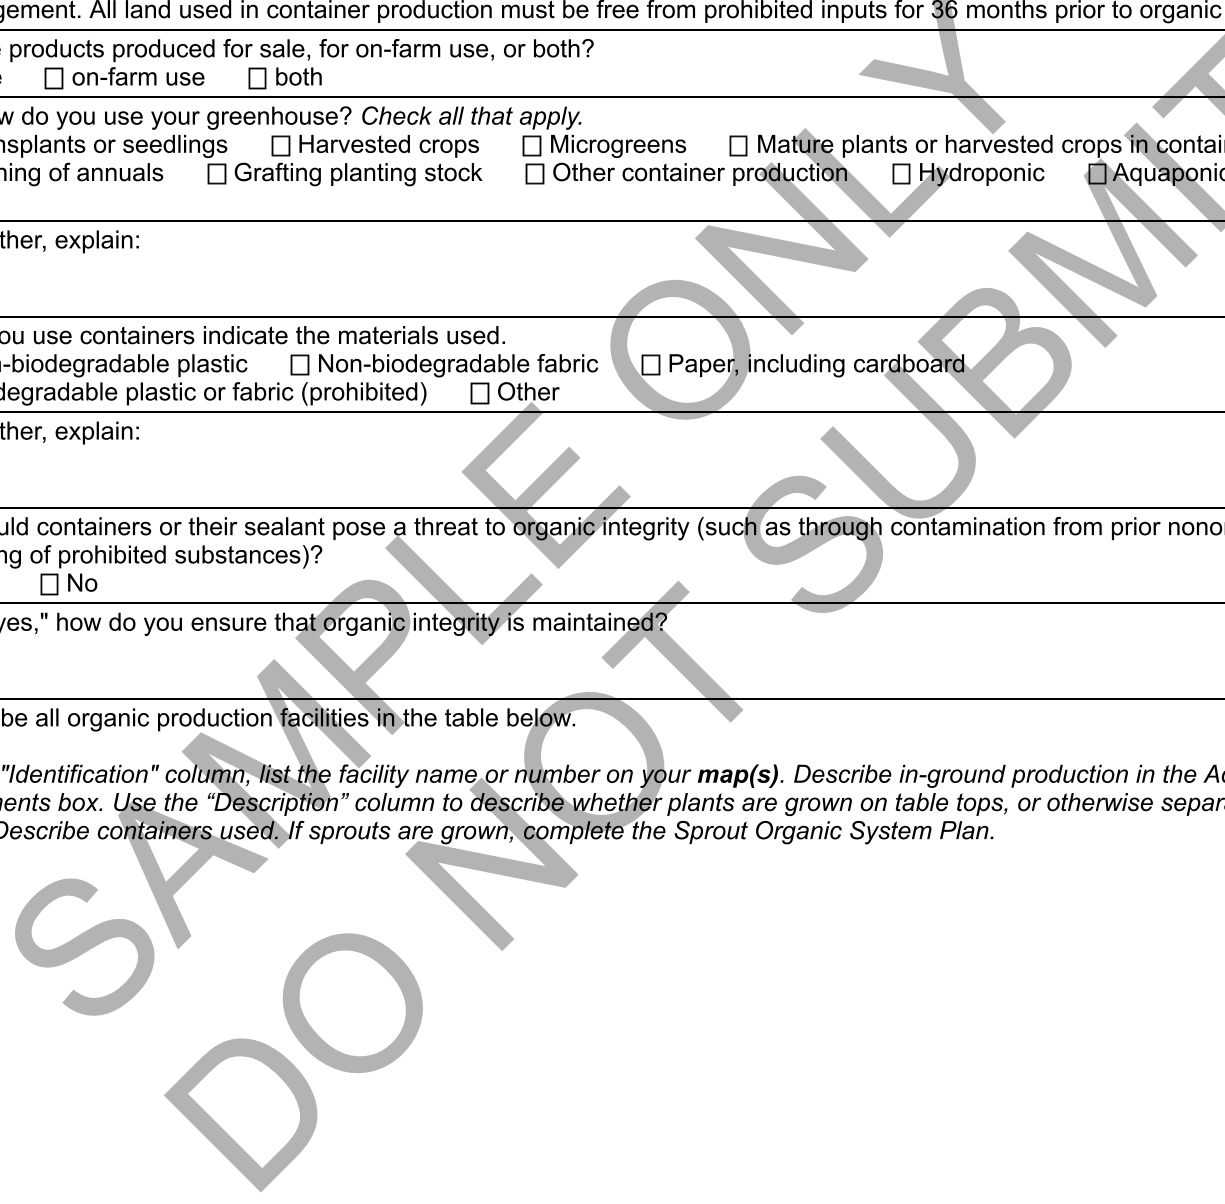 gement. All land used in container production must be free from prohibited inputs for 36 months prior to organic
products produced for sale, for on-farm use, or both?
☐ on-farm use ☐ both
w do you use your greenhouse? Check all that apply.
nsplants or seedlings ☐ Harvested crops ☐ Microgreens ☐ Mature plants or harvested crops in contai
ning of annuals ☐ Grafting planting stock ☐ Other container production ☐ Hydroponic ☐ Aquaponic
ther, explain:
ou use containers indicate the materials used.
-biodegradable plastic ☐ Non-biodegradable fabric ☐ Paper, including cardboard
degradable plastic or fabric (prohibited) ☐ Other
ther, explain:
uld containers or their sealant pose a threat to organic integrity (such as through contamination from prior nonor
ng of prohibited substances)?
☐ No
yes," how do you ensure that organic integrity is maintained?
be all organic production facilities in the table below.
"Identification" column, list the facility name or number on your map(s). Describe in-ground production in the Ad
ments box. Use the “Description” column to describe whether plants are grown on table tops, or otherwise separa
Describe containers used. If sprouts are grown, complete the Sprout Organic System Plan.
SAMPLE ONLY
DO NOT SUBMIT